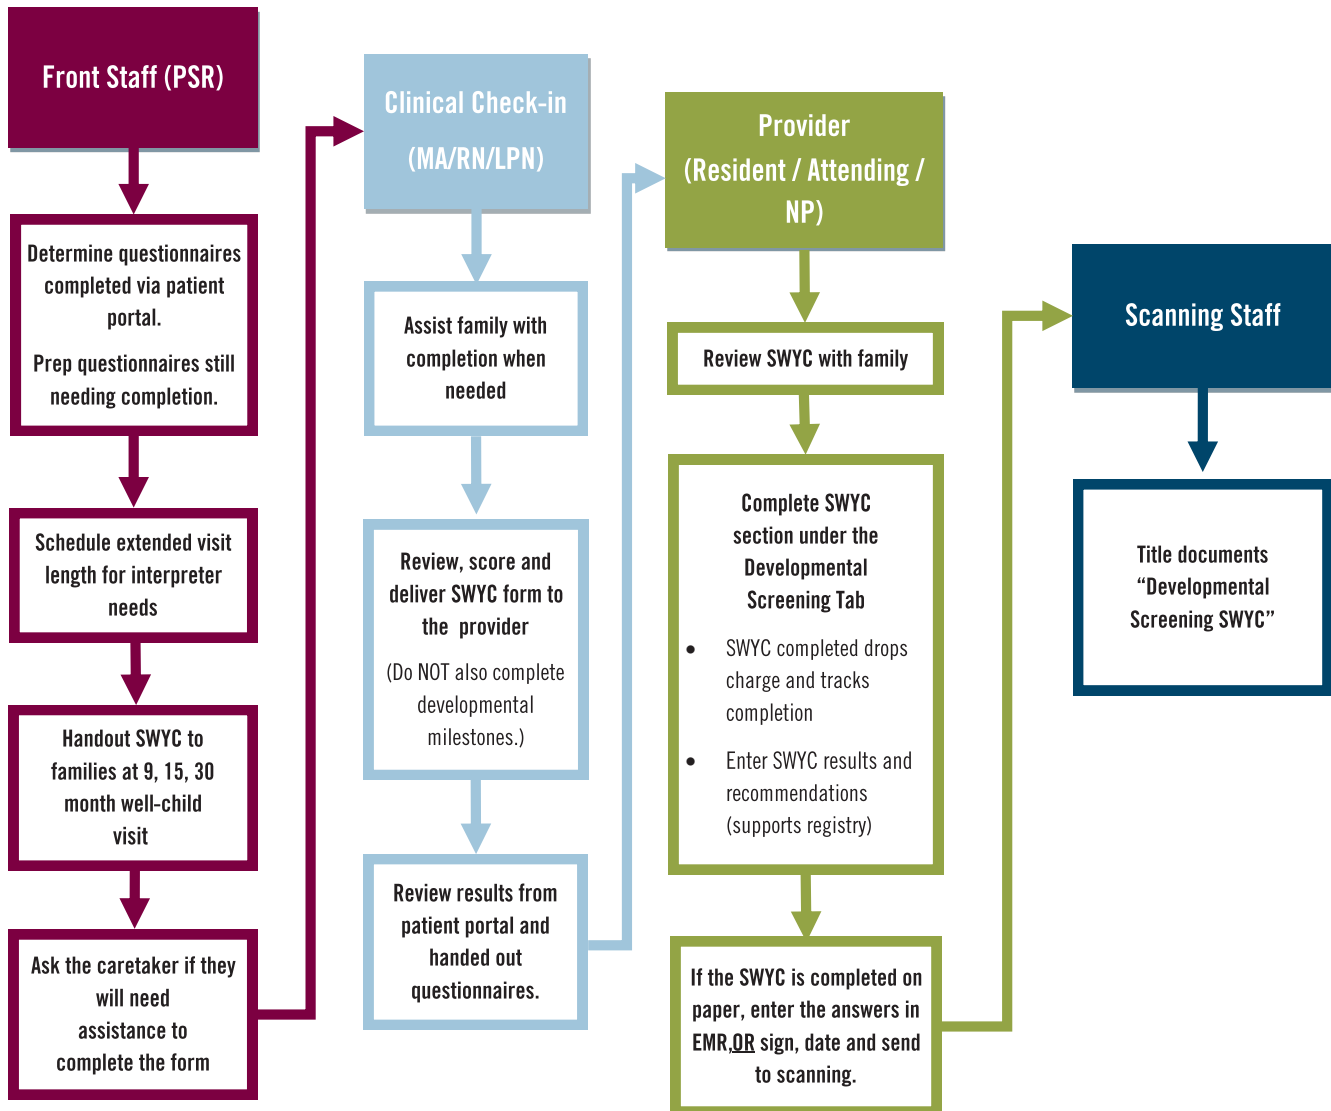 Front Staff (PSR)
Determine questionnaires
completed via patient
portal.
Prep questionnaires still
needing completion.
Schedule extended visit
length for interpreter
needs
Handout SWYC to
families at 9, 15, 30
month well-child
visit
Ask the caretaker if they
will need
assistance to
complete the form
Clinical Check-in
(MA/RN/LPN)
Assist family with
completion when
needed
Review, score and
deliver SWYC form to
the provider
(Do NOT also complete
developmental
milestones.)
Review results from
patient portal and
handed out
questionnaires.
Provider
(Resident / Attending /
NP)
Review SWYC with family
Complete SWYC
section under the
Developmental
Screening Tab
• SWYC completed drops
charge and tracks
completion
• Enter SWYC results and
recommendations
(supports registry)
If the SWYC is completed on
paper, enter the answers in
EMR,OR sign, date and send
to scanning.
Scanning Staff
Title documents
“Developmental
Screening SWYC”